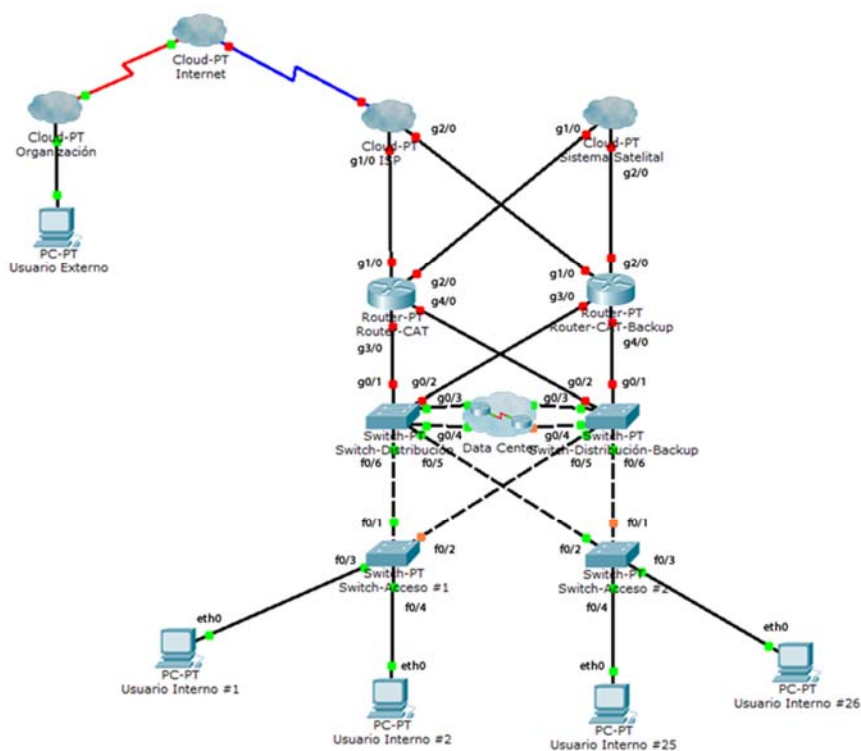 Cloud-PT
Internet
Cloud-PT
Organización
PC-PT
Usuario Externo
Cloud-PT
ISP
g1/0
g2/0
Cloud-PT
Sistema Satelital
g1/0
g2/0
g1/0
g2/0
g4/0
Router-PT
Router-CAT
g3/0
g1/0
g2/0
g3/0
Router-PT
Router-CAT-Backup
g4/0
g0/1
g0/2
g0/3
g0/4
Switch-PT
Switch-Distribución
f0/6
f0/5
Data Center
g0/2
g0/1
g0/3
g0/4
Switch-PT
Switch-Distribución-Backup
f0/5
f0/6
f0/1
f0/2
f0/3
Switch-PT
Switch-Acceso #1
f0/4
f0/1
f0/2
f0/3
Switch-PT
Switch-Acceso #2
f0/4
eth0
PC-PT
Usuario Interno #1
eth0
PC-PT
Usuario Interno #2
eth0
PC-PT
Usuario Interno #25
eth0
PC-PT
Usuario Interno #26